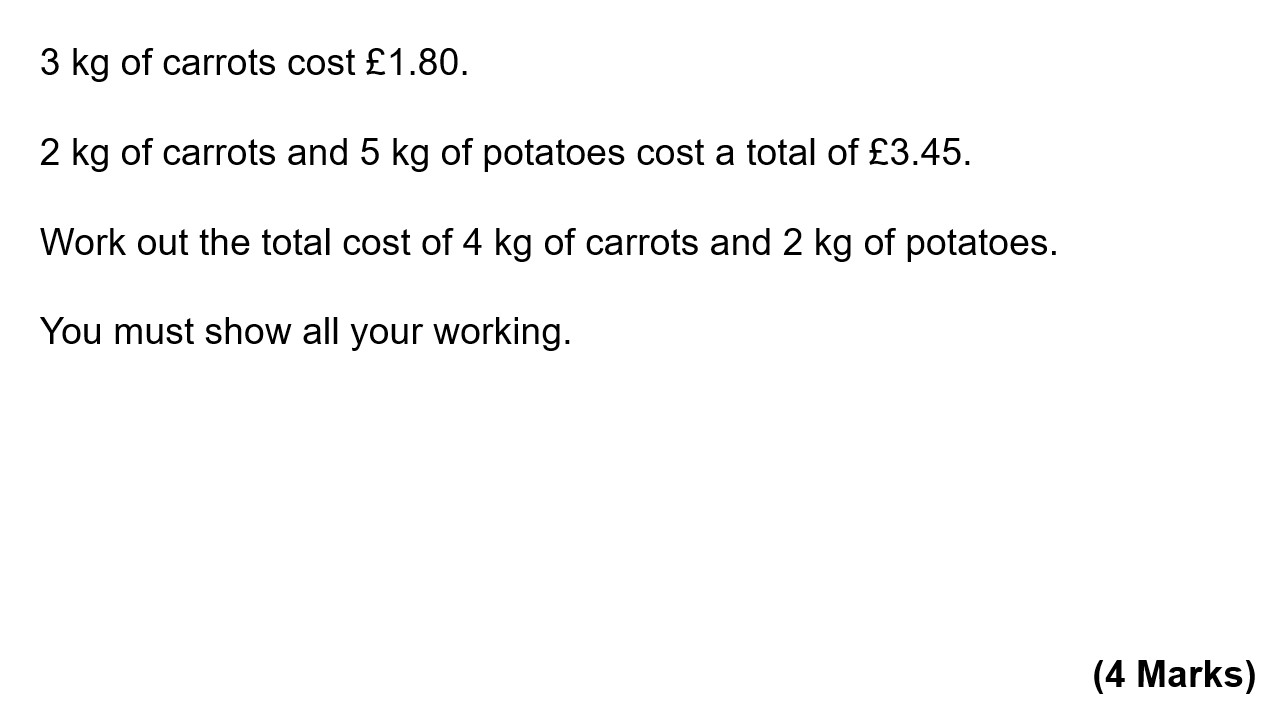 3 kg of carrots cost £1.80.
2 kg of carrots and 5 kg of potatoes cost a total of £3.45.
Work out the total cost of 4 kg of carrots and 2 kg of potatoes.
You must show all your working.
(4 Marks)